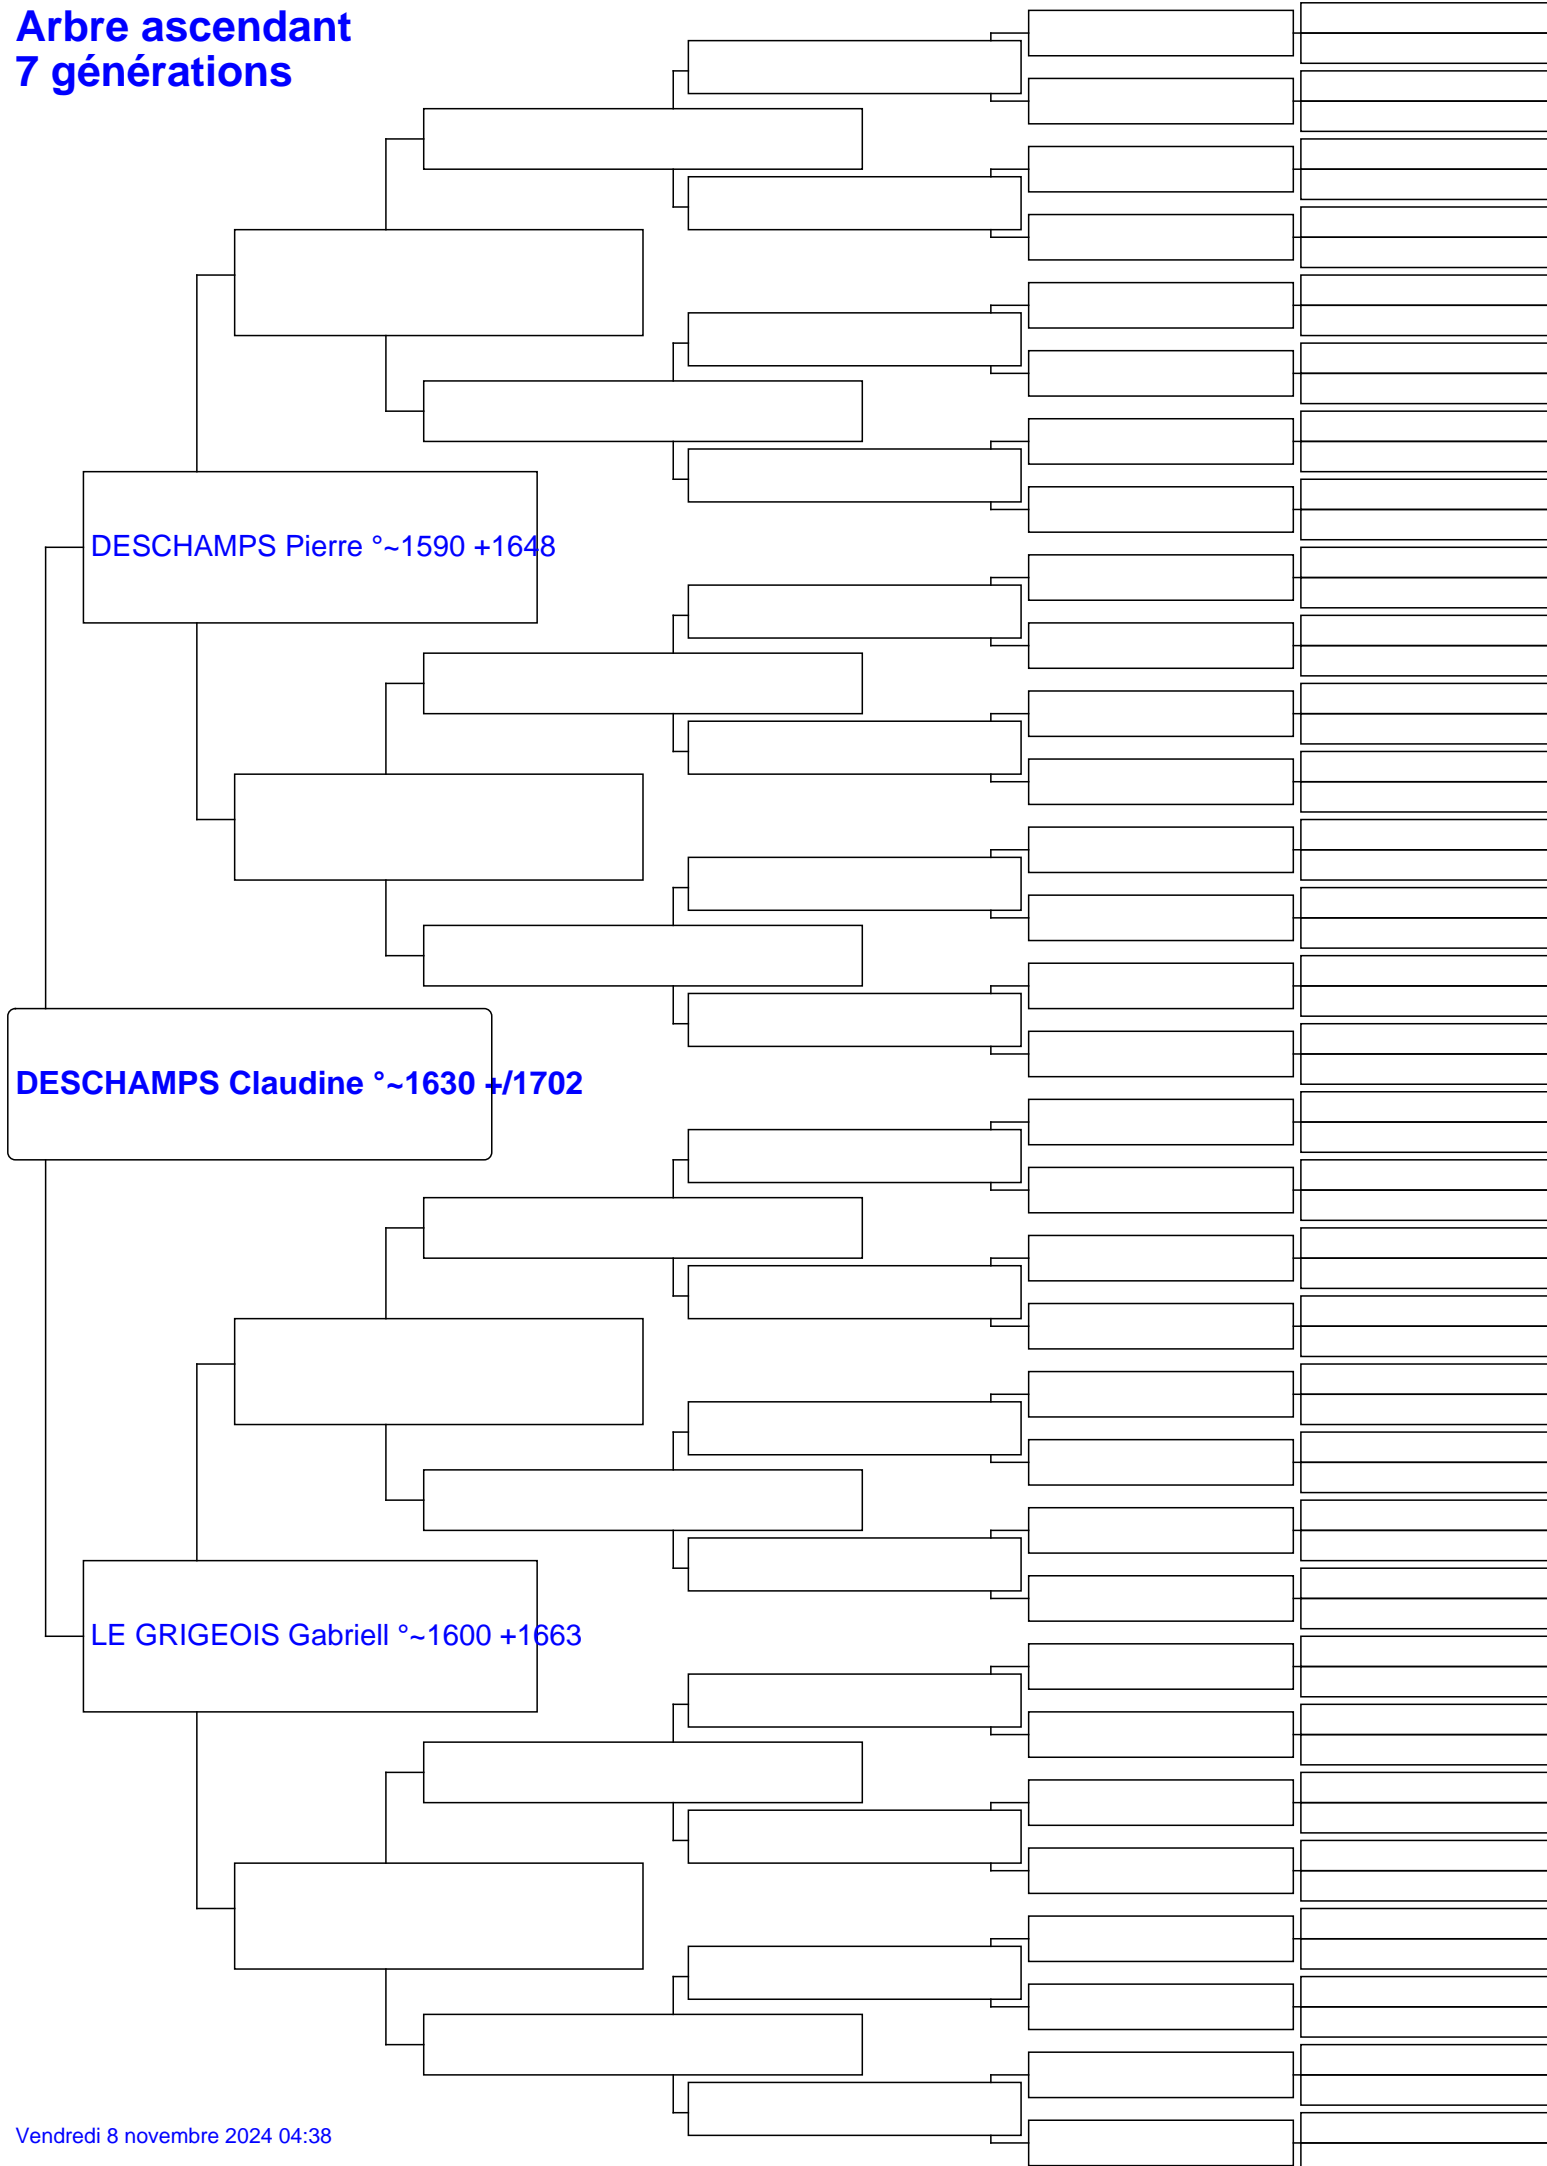 Arbre ascendant
7 générations
DESCHAMPS Pierre °~1590 +1648
DESCHAMPS Claudine °~1630 +/1702
LE GRIGEOIS Gabriell °~1600 +1663
Vendredi 8 novembre 2024 04:38